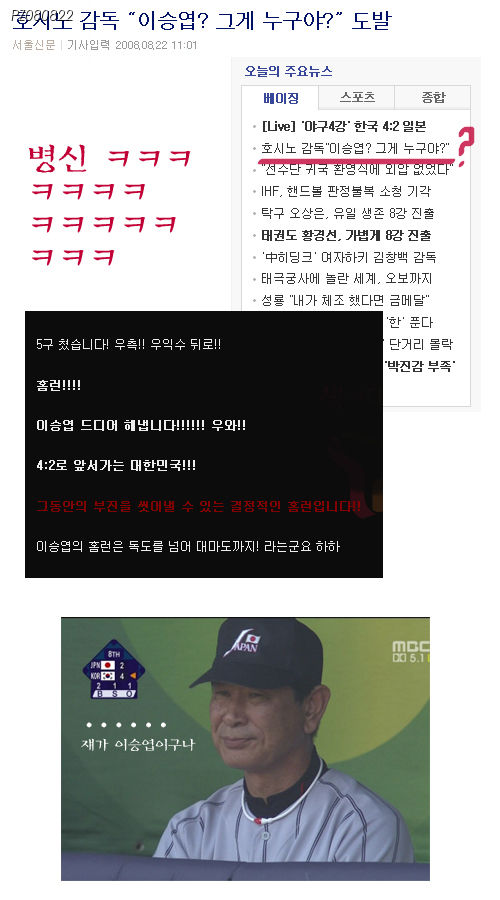 P7080822
호시노 감독 “이승엽? 그게 누구야?” 도발
서울신문 | 기사입력 2008,08,22 11:01
오늘의 주요뉴스
베이징 스포츠 종합
[Live] '야구4강' 한국 4:2 일본
호시노 감독"이승엽? 그게 누구야?"
?
"선수단 귀국 환영식에 외압 없었다"
IHF, 핸드볼 판정불복 소청 기각
탁구 오상은, 유일 생존 8강 진출
태권도 황경선, 가볍게 8강 진출
'中히딩크' 여자하키 김창백 감독
태극궁사에 놀란 세계, 오보까지
성룡 "내가 체조 했다면 금메달"
'한' 푼다
' 단거리 몰락
'박진감 부족'
병신 ㅋㅋㅋ
ㅋㅋㅋㅋ
ㅋㅋㅋㅋㅋ
ㅋㅋㅋ
5구 쳤습니다! 우측!! 우익수 뒤로!!
홈런!!!!
이승엽 드디어 해냅니다!!!!!! 우와!!
4:2로 앞서가는 대한민국!!!
그동안의 부진을 씻어낼 수 있는 결정적인 홈런입니다!!
이승엽의 홈런은 독도를 넘어 대마도까지! 라는군요 하하
8TH
JPN 2
KOR 4
2 1 1
B S O
JAPAN
MBC
5.1
......
쟤가 이승엽이구나